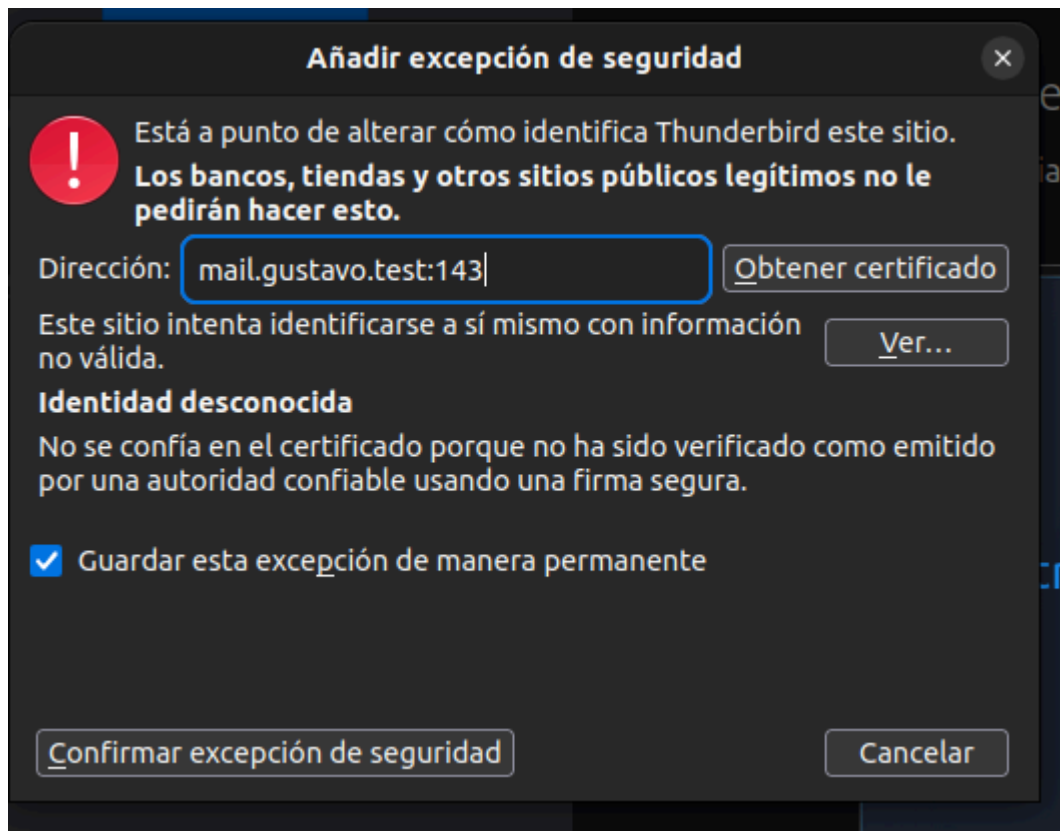 Añadir excepción de seguridad
Está a punto de alterar cómo identifica Thunderbird este sitio.
Los bancos, tiendas y otros sitios públicos legítimos no le
pedirán hacer esto.
Dirección: mail.gustavo.test:143 Obtener certificado
Este sitio intenta identificarse a sí mismo con información
no válida.
Ver...
Identidad desconocida
No se confía en el certificado porque no ha sido verificado como emitido
por una autoridad confiable usando una firma segura.
Guardar esta excepción de manera permanente
Confirmar excepción de seguridad Cancelar